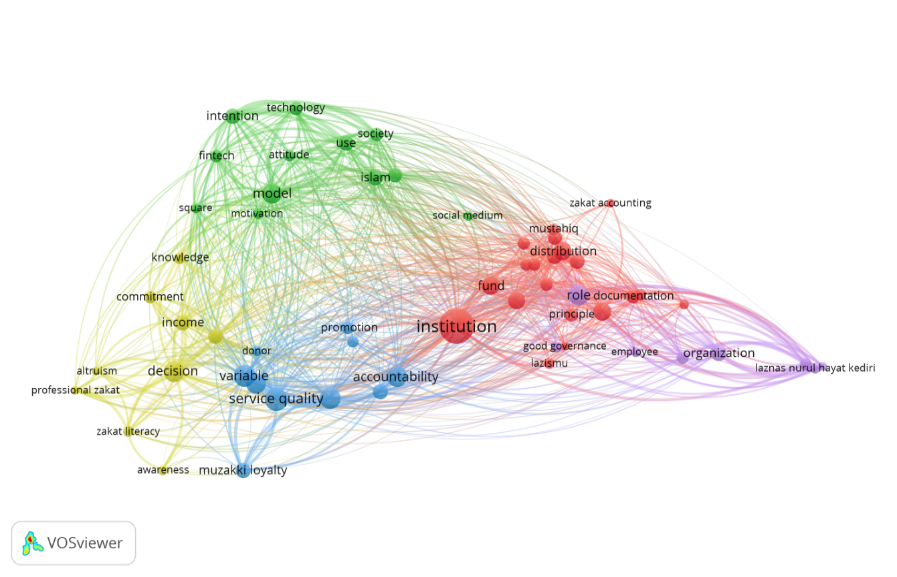 technology
intention
society
use
fintech
attitude
islam
model
square
motivation
social medium
zakat accounting
mustahiq
distribution
knowledge
fund
commitment
role
documentation
principle
income
promotion
institution
good governance
employee
organization
donor
lazismu
laznas nurul hayat kediri
altruism
decision
variable
accountability
professional zakat
service quality
zakat literacy
awareness
muzakki loyalty
VOSviewer